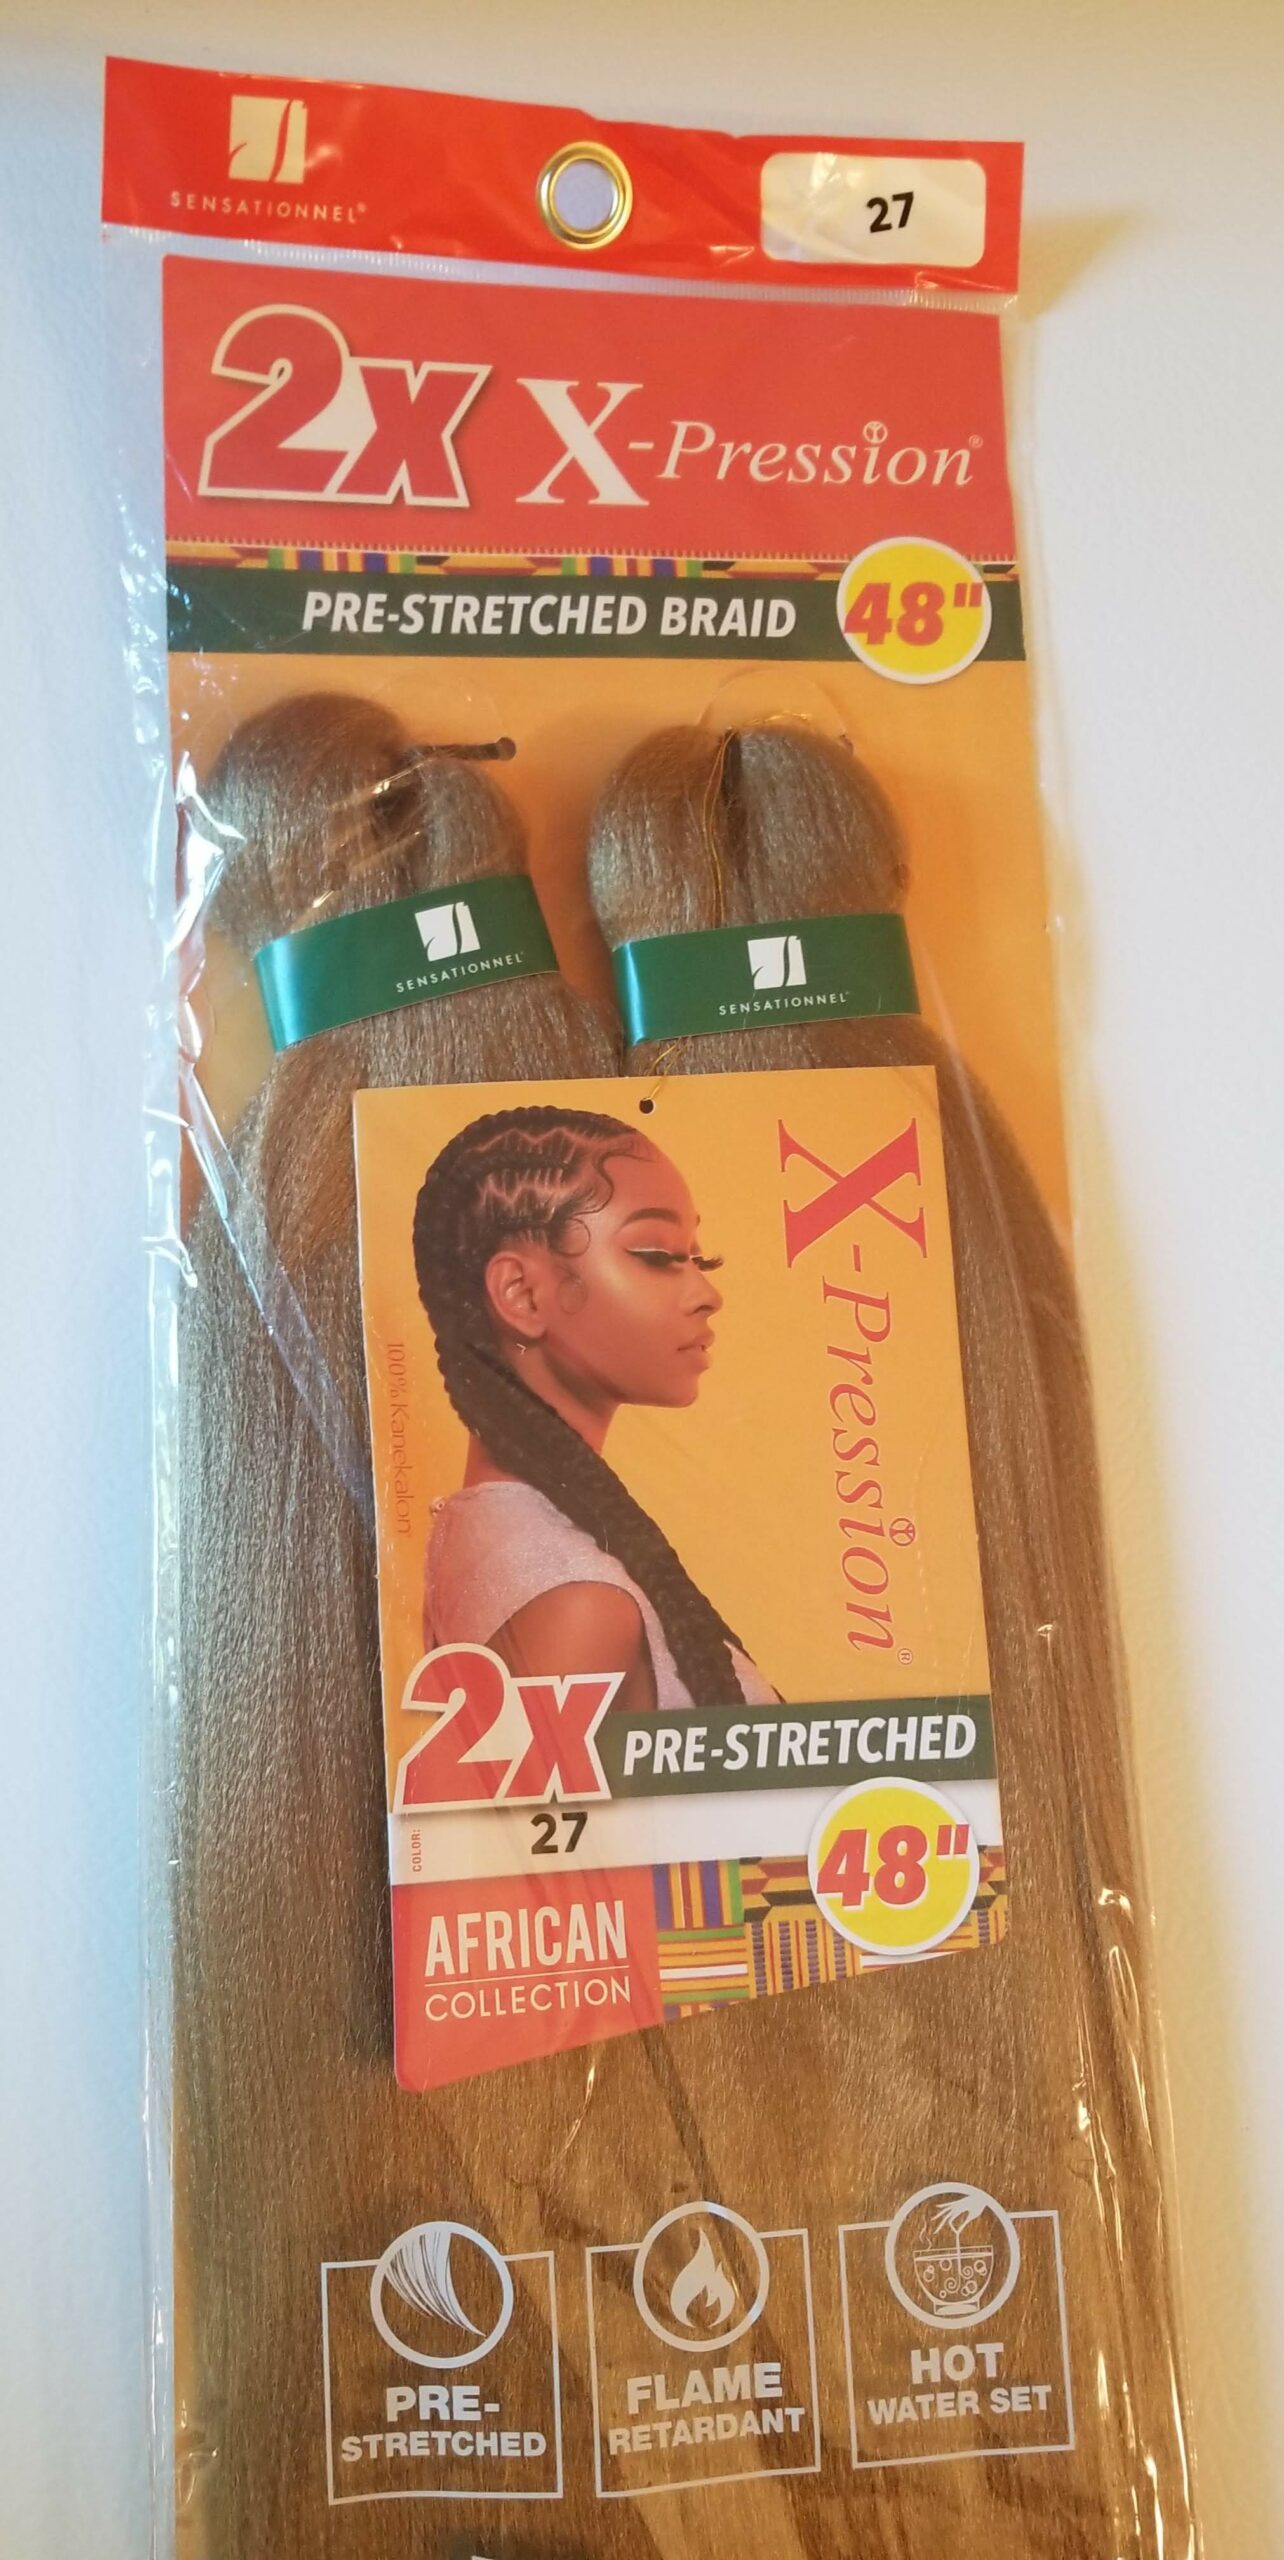 SENSATIONNEL®
27
2X X-Pression®
PRE-STRETCHED BRAID 48"
SENSATIONNEL®
SENSATIONNEL®
X-Pression®
100% Kanekalon
2X PRE-STRETCHED
COLOR: 27
48"
AFRICAN
COLLECTION
PRE-
STRETCHED
FLAME
RETARDANT
HOT
WATER SET